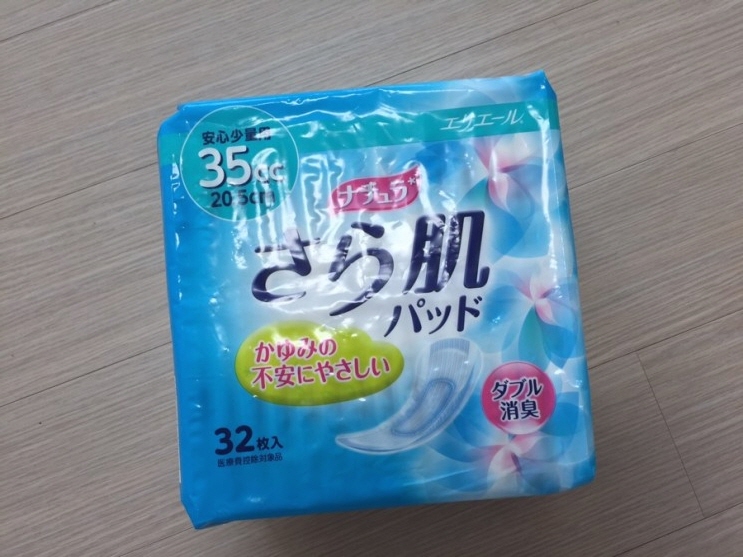 安心少量用
35cc
20.5cm
エリエール
ナチュラ
さら肌
パッド
かゆみの
不安にやさしい
ダブル
消臭
32枚入
医療費控除対象品